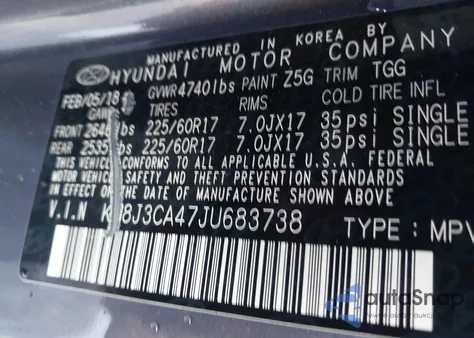 MANUFACTURED IN KOREA BY
HYUNDAI MOTOR COMPANY
FEB/05/18 GVWR 4740lbs PAINT Z5G TRIM TGG
TIRES RIMS COLD TIRE INFL
FRONT lbs 225/60R17 7.0JX17 35psi SINGLE
REAR lbs 225/60R17 7.0JX17 35psi SINGLE
THIS VEHICLE CONFORMS TO ALL APPLICABLE U.S.A. FEDERAL
MOTOR VEHICLE SAFETY AND THEFT PREVENTION STANDARDS
IN EFFECT ON THE DATE OF MANUFACTURE SHOWN ABOVE
V.I.N K 8J3CA47JU683738 TYPE: MPV
autoSnap